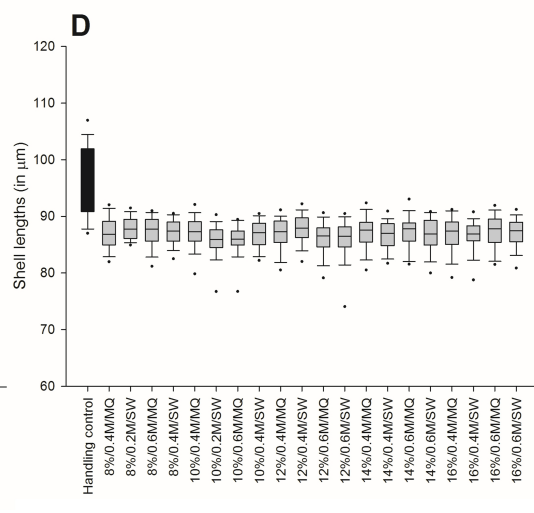 D
120
110
100
90
80
70
60
Shell lengths (in μm)
Handling control
8%/0.4M/MQ
8%/0.2M/SW
8%/0.6M/MQ
8%/0.4M/SW
10%/0.4M/MQ
10%/0.2M/SW
10%/0.6M/MQ
10%/0.4M/SW
12%/0.4M/MQ
12%/0.4M/SW
12%/0.6M/MQ
12%/0.6M/SW
14%/0.4M/MQ
14%/0.4M/SW
14%/0.6M/MQ
14%/0.6M/SW
16%/0.4M/MQ
16%/0.4M/SW
16%/0.6M/MQ
16%/0.6M/SW